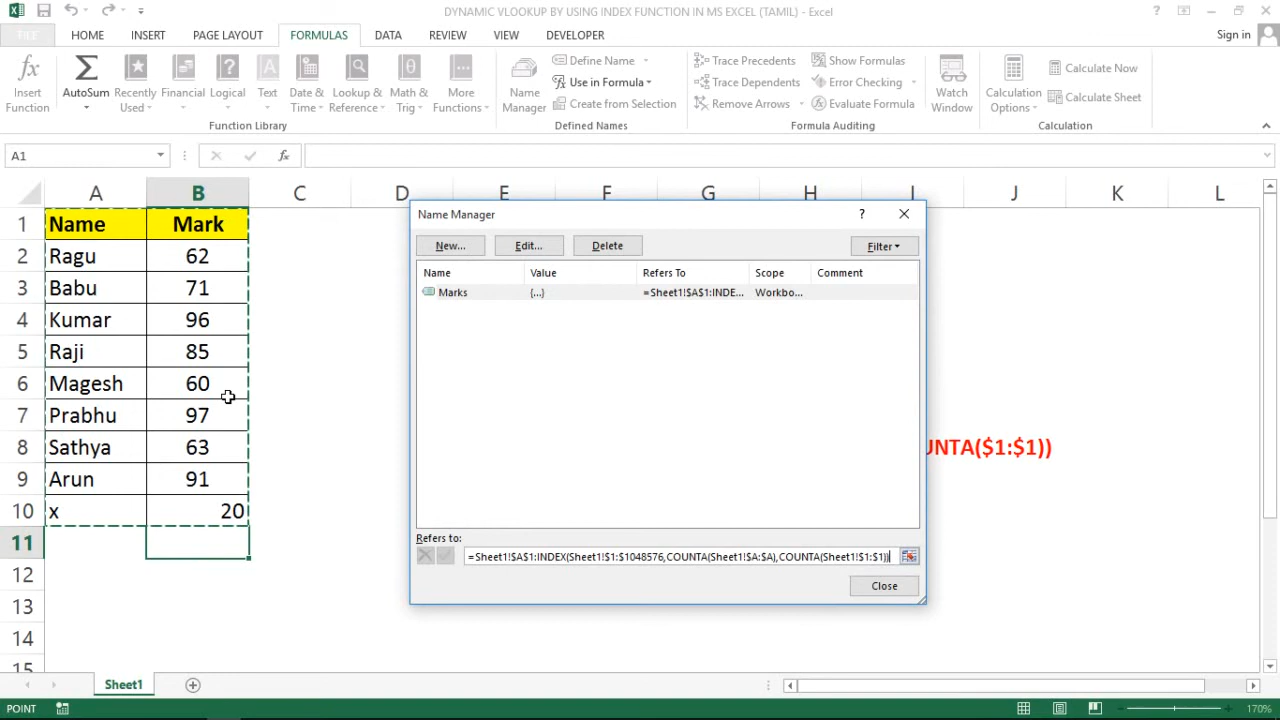 DYNAMIC VLOOKUP BY USING INDEX FUNCTION IN MS EXCEL (TAMIL) - Excel
FILE HOME INSERT PAGE LAYOUT FORMULAS DATA REVIEW VIEW DEVELOPER Sign in
Insert Function
AutoSum
Recently Used
Financial
Logical
Text
Date & Time
Lookup & Reference
Math & Trig
More Functions
Function Library
Name Manager
Define Name
Use in Formula
Create from Selection
Defined Names
Trace Precedents
Trace Dependents
Remove Arrows
Show Formulas
Error Checking
Evaluate Formula
Formula Auditing
Watch Window
Calculation Options
Calculate Now
Calculate Sheet
Calculation
A1 fx
A B C D E F G H I J K L
1 Name Mark
2 Ragu 62
3 Babu 71
4 Kumar 96
5 Raji 85
6 Magesh 60
7 Prabhu 97
8 Sathya 63
9 Arun 91
10 x 20
11
12
13
14
15
Name Manager ?
New... Edit... Delete Filter
Name Value Refers To Scope Comment
Marks {...} =Sheet1!$A$1:INDE... Workbo...
UNTA($1:$1))
Refers to:
=Sheet1!$A$1:INDEX(Sheet1!$1:$1048576,COUNTA(Sheet1!$A:$A),COUNTA(Sheet1!$1:$1))
Close
Sheet1
POINT 170%